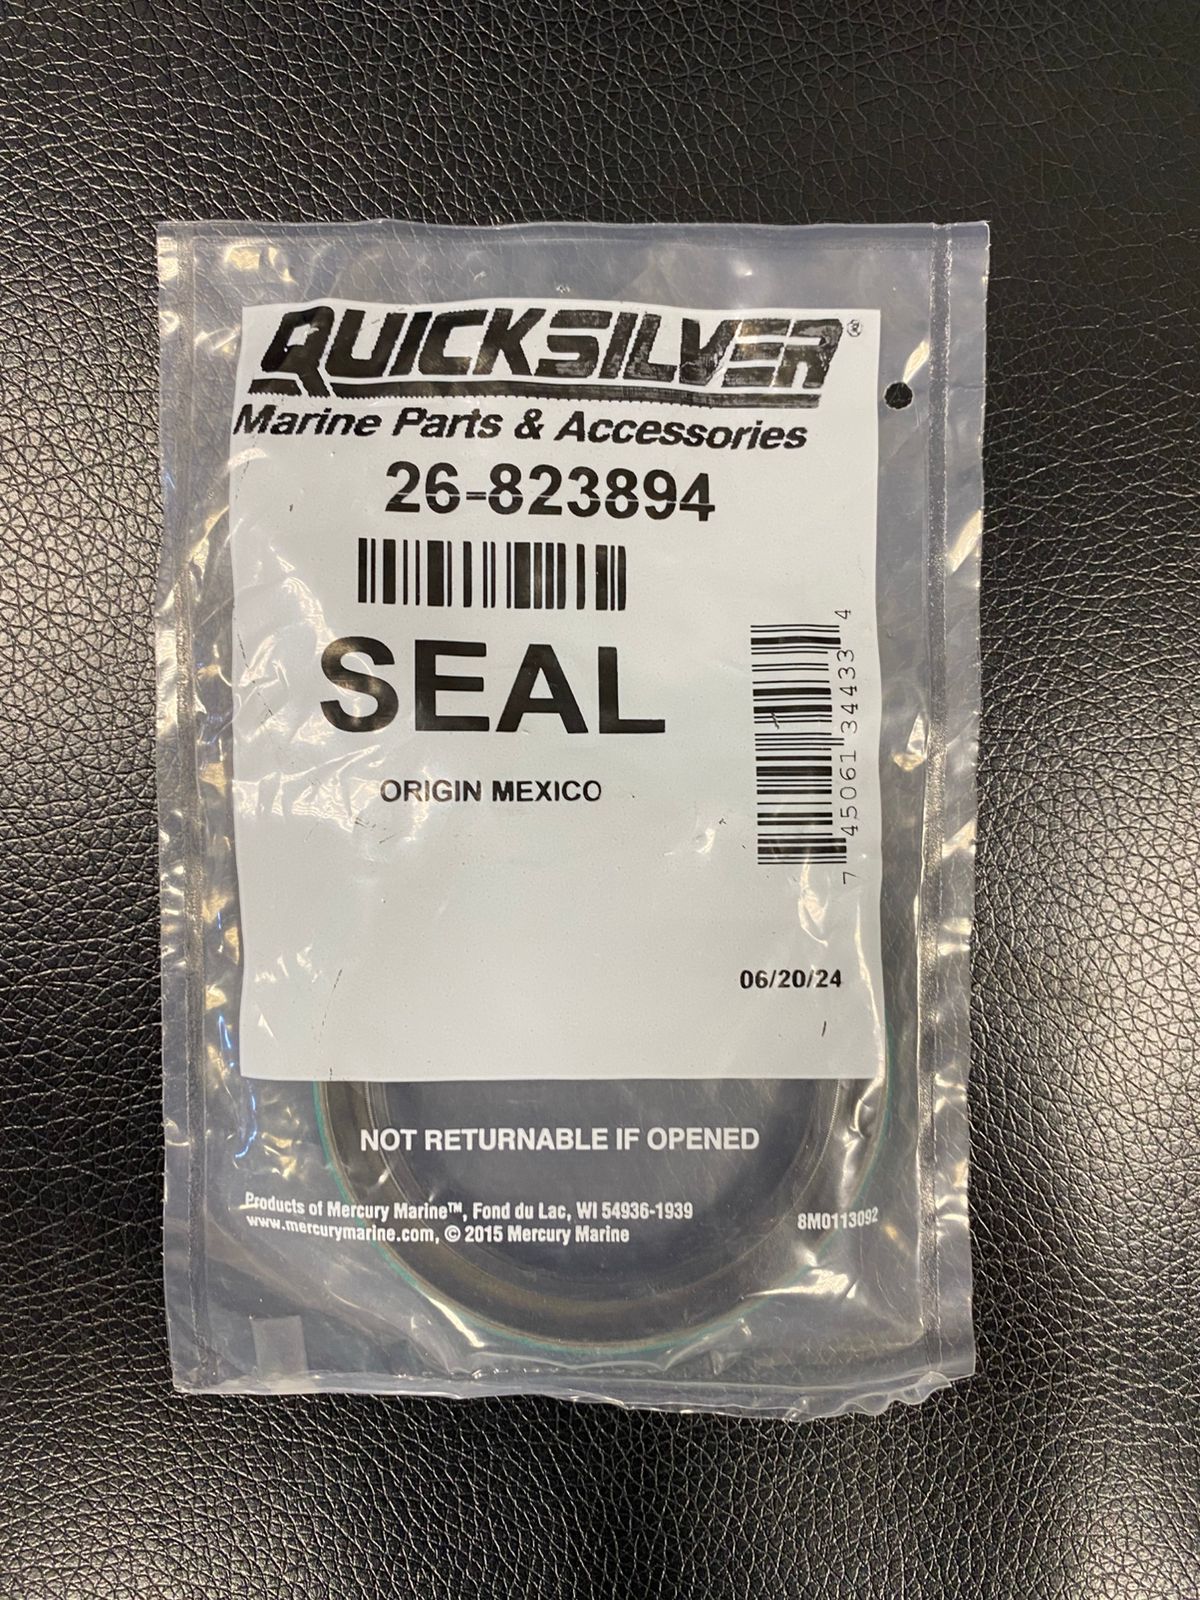 QUICKSILVER®
Marine Parts & Accessories
26-823894
SEAL
ORIGIN MEXICO
7 45061 34433 4
06/20/24
NOT RETURNABLE IF OPENED
Products of Mercury Marine™, Fond du Lac, WI 54936-1939
www.mercurymarine.com, © 2015 Mercury Marine
8M0113092